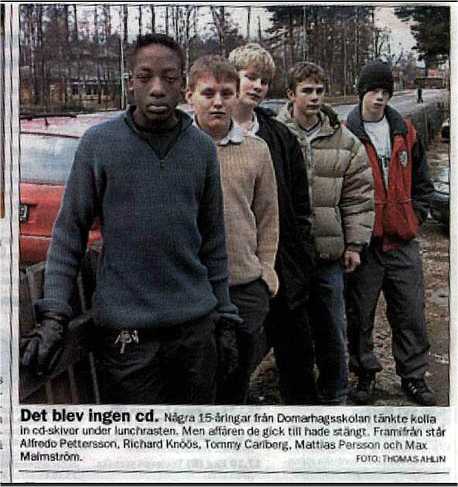 Det blev ingen cd. Några 15-åringar från Domarhagsskolan tänkte kolla
in cd-skivor under lunchrasten. Men affären de gick till hade stängt. Framifrån står
Alfredo Pettersson, Richard Knöös, Tommy Carlberg, Mattias Persson och Max
Malmström.
FOTO: THOMAS AHLIN